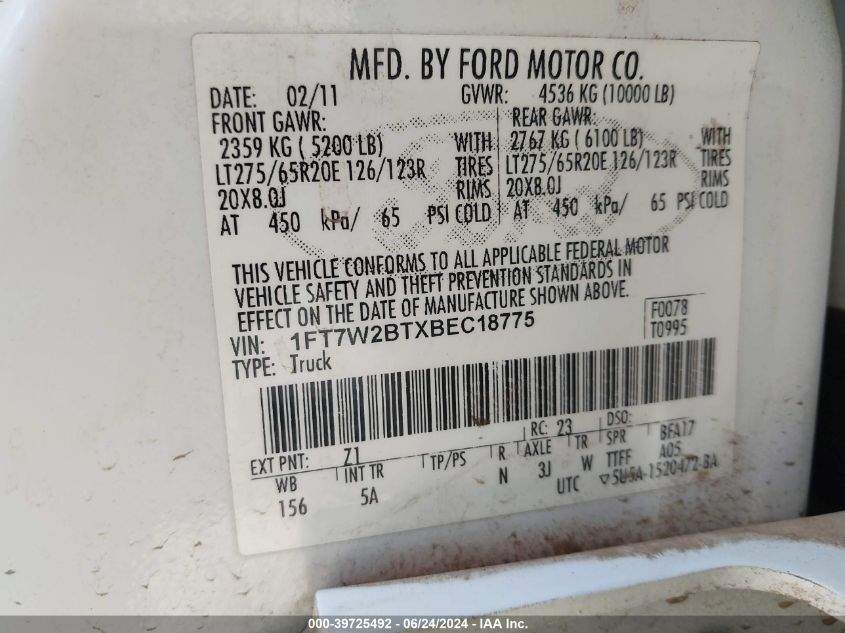 MFD. BY FORD MOTOR CO.
DATE: 02/11 GVWR: 4536 KG (10000 LB)
FRONT GAWR: REAR GAWR:
2359 KG ( 5200 LB) WITH 2767 KG ( 6100 LB) WITH
LT275/65R20E 126/123R TIRES LT275/65R20E 126/123R TIRES
20X8.0J RIMS 20X8.0J RIMS
AT 450 kPa/ 65 PSI COLD AT 450 kPa/ 65 PSI COLD
THIS VEHICLE CONFORMS TO ALL APPLICABLE FEDERAL MOTOR
VEHICLE SAFETY AND THEFT PREVENTION STANDARDS IN
EFFECT ON THE DATE OF MANUFACTURE SHOWN ABOVE.
VIN: 1FT7W2BTXBEC18775 F0078
TYPE: Truck T0995
EXT PNT: Z1 RC: 23 DSO:
WB INT TR TP/PS R AXLE TR SPR BFA17
156 5A N 3J W TTFF A05
UTC ▽5U5A-1520472-BA
000-39725492 - 06/24/2024 - IAA Inc.